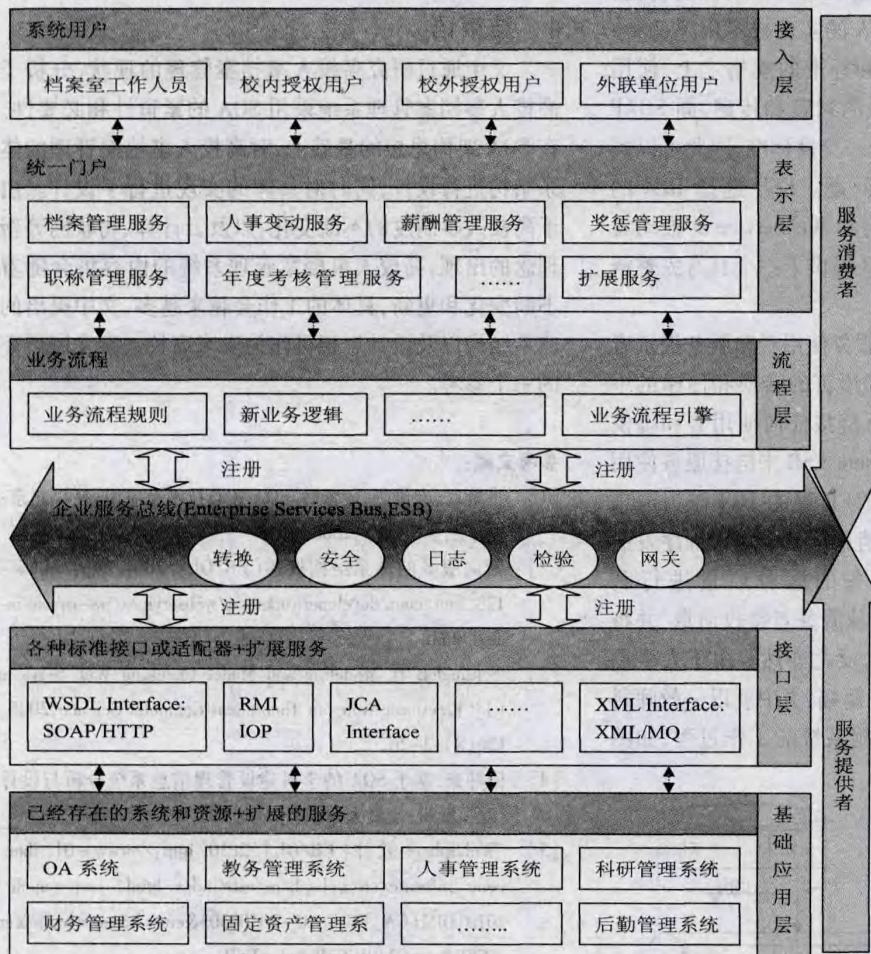 系统用户
接入层
档案室工作人员 校内授权用户 校外授权用户 外联单位用户
统一门户
表示层
档案管理服务 人事变动服务 薪酬管理服务 奖惩管理服务
职称管理服务 年度考核管理服务 …… 扩展服务
服务消费者
业务流程
流程层
业务流程规则 新业务逻辑 …… 业务流程引擎
注册 注册
企业服务总线(Enterprise Services Bus,ESB)
转换 安全 日志 检验 网关
注册 注册
各种标准接口或适配器+扩展服务
接口层
WSDL Interface: SOAP/HTTP
RMI IOP
JCA Interface
……
XML Interface: XML/MQ
服务提供者
已经存在的系统和资源+扩展的服务
基础应用层
OA 系统 教务管理系统 人事管理系统 科研管理系统
财务管理系统 固定资产管理系 ……... 后勤管理系统